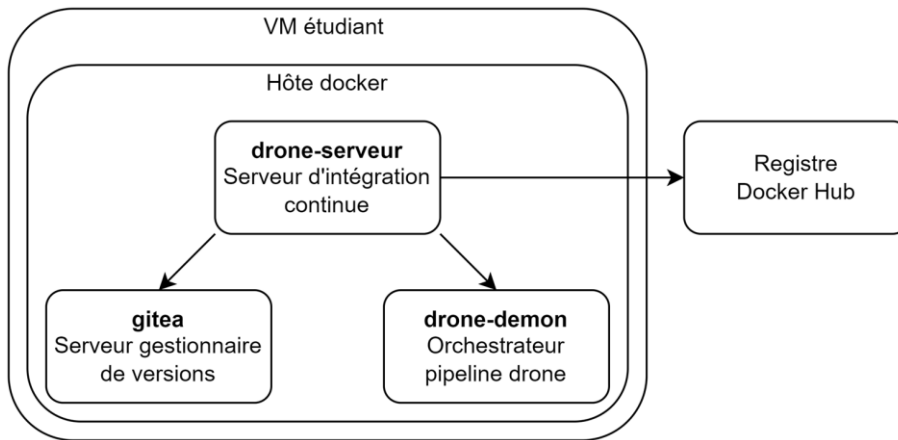 VM étudiant
Hôte docker
drone-serveur
Serveur d'intégration
continue
Registre
Docker Hub
gitea
Serveur gestionnaire
de versions
drone-demon
Orchestrateur
pipeline drone